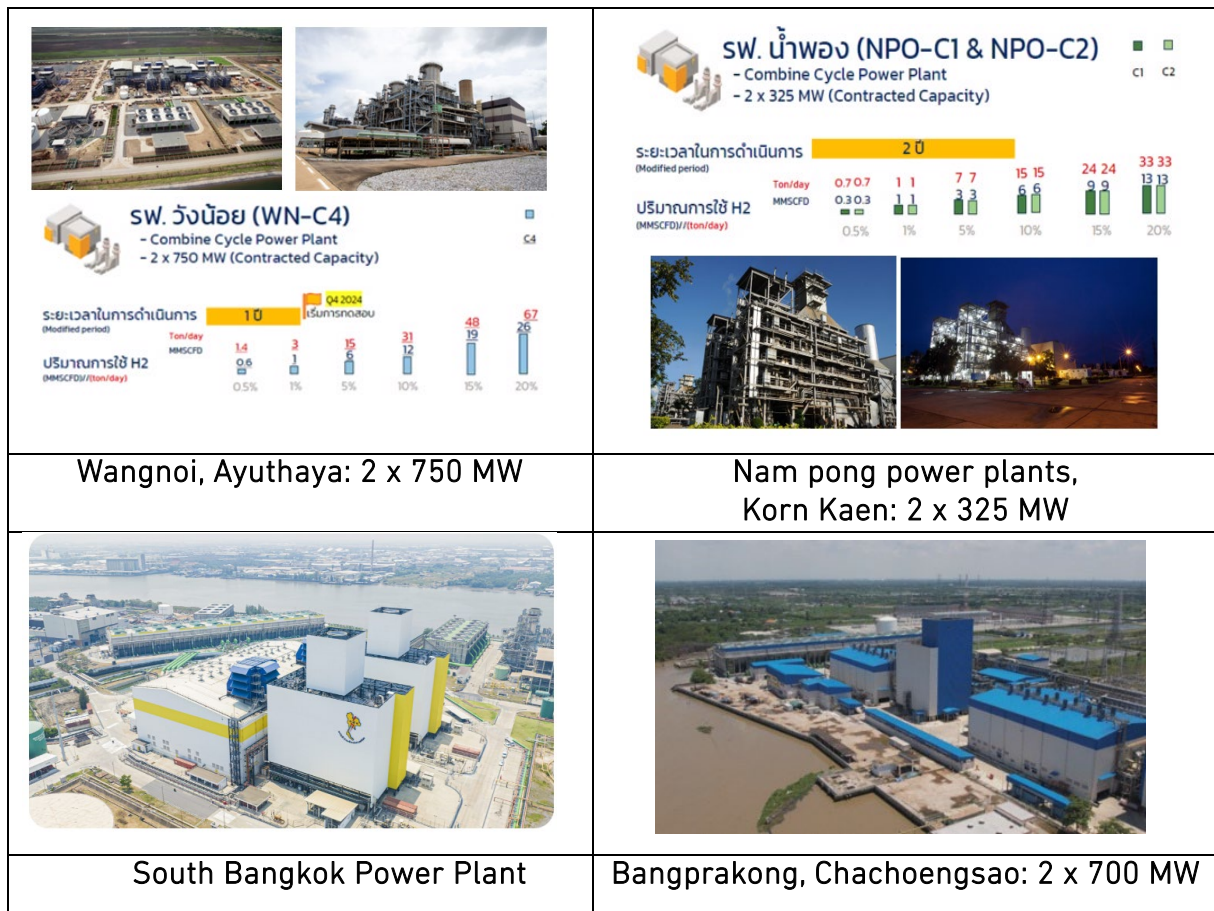 รฟ. วังน้อย (WN-C4)
- Combine Cycle Power Plant
- 2 x 750 MW (Contracted Capacity)
C4
ระยะเวลาในการดำเนินการ
(Modified period)
1 ปี
Q4 2024
เริ่มการทดสอบ
Ton/day 1.4 3 15 31 48 67
MMSCFD 0.6 1 6 12 19 26
ปริมาณการใช้ H2
(MMSCFD)//(ton/day)
0.5% 1% 5% 10% 15% 20%
รฟ. น้ำพอง (NPO-C1 & NPO-C2)
- Combine Cycle Power Plant
- 2 x 325 MW (Contracted Capacity)
C1 C2
ระยะเวลาในการดำเนินการ
(Modified period)
2 ปี
Ton/day 0.7 0.7 1 1 7 7 15 15 24 24 33 33
MMSCFD 0.3 0.3 1 1 3 3 6 6 9 9 13 13
ปริมาณการใช้ H2
(MMSCFD)//(ton/day)
0.5% 1% 5% 10% 15% 20%
Wangnoi, Ayuthaya: 2 x 750 MW
Nam pong power plants,
Korn Kaen: 2 x 325 MW
South Bangkok Power Plant
Bangprakong, Chachoengsao: 2 x 700 MW